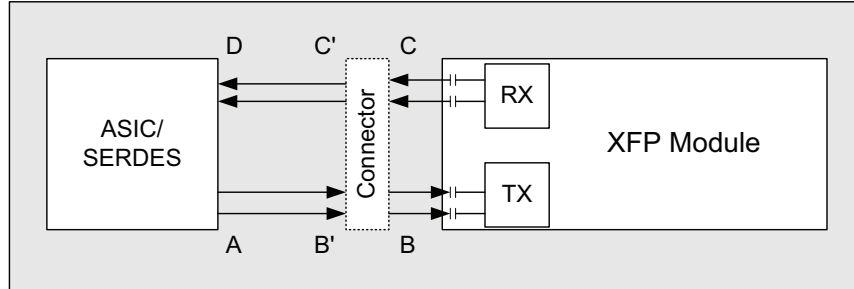 D C' C
ASIC/
SERDES
Connector
RX
XFP Module
TX
A B' B